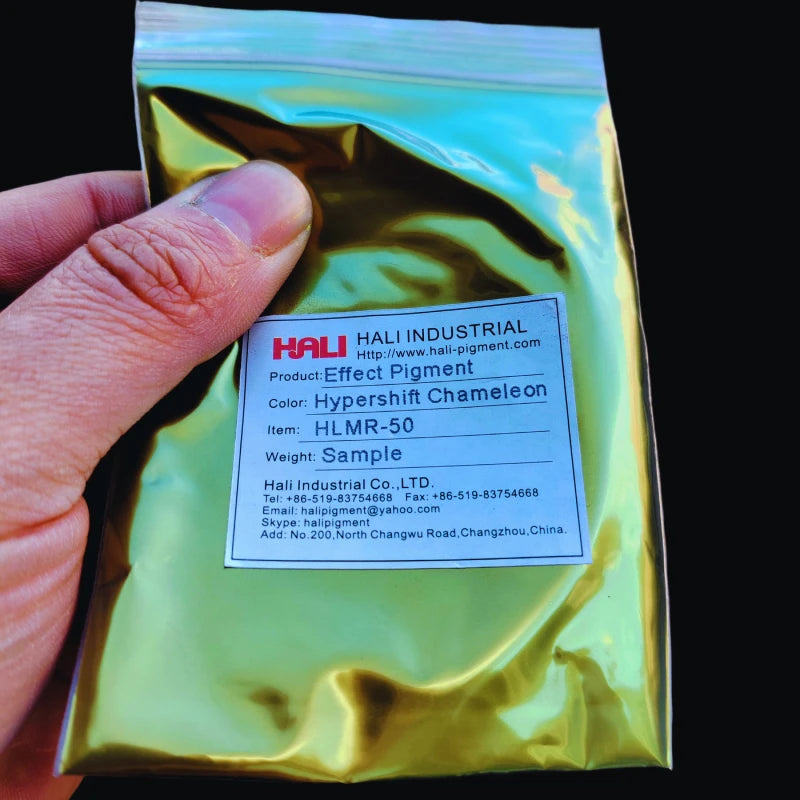 HALI HALI INDUSTRIAL
Http://www.hali-pigment.com
Product: Effect Pigment
Color: Hypershift Chameleon
Item: HLMR-50
Weight: Sample
Hali Industrial Co.,LTD.
Tel: +86-519-83754668 Fax: +86-519-83754668
Email: halipigment@yahoo.com
Skype: halipigment
Add: No.200,North Changwu Road,Changzhou,China.